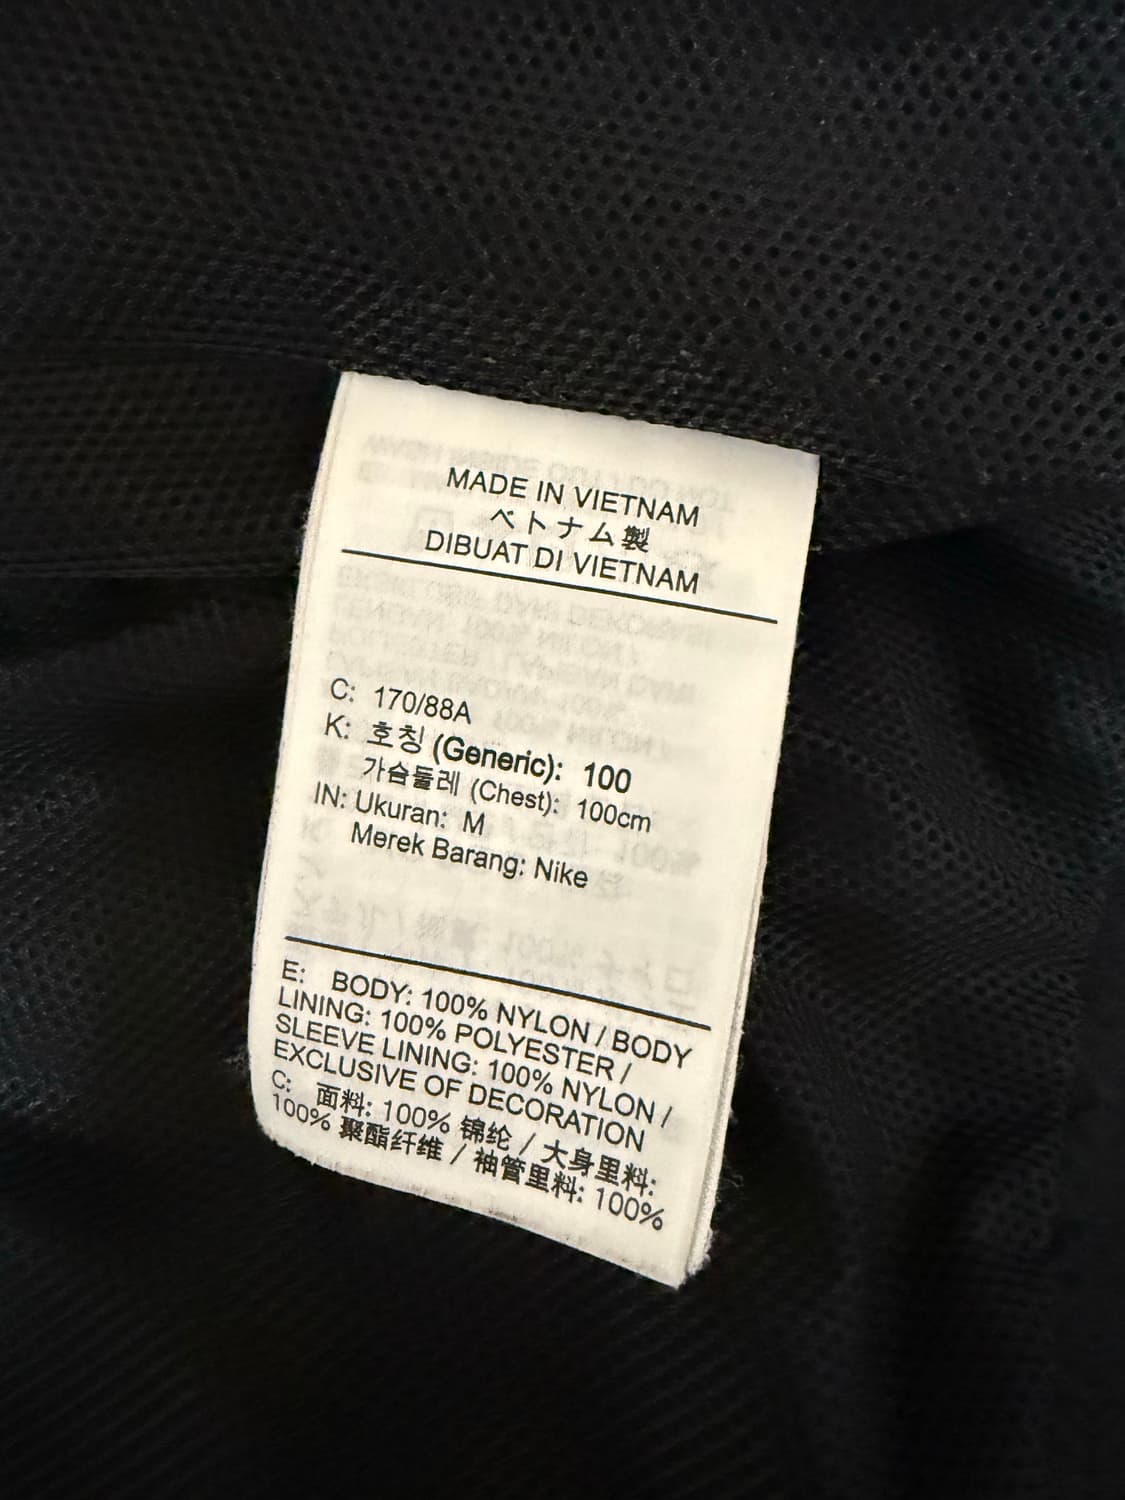 MADE IN VIETNAM
ベトナム製
DIBUAT DI VIETNAM
C: 170/88A
K: 호칭 (Generic): 100
가슴둘레 (Chest): 100cm
IN: Ukuran: M
Merek Barang: Nike
E: BODY: 100% NYLON / BODY
LINING: 100% POLYESTER /
SLEEVE LINING: 100% NYLON /
EXCLUSIVE OF DECORATION
C: 面料: 100% 锦纶 / 大身里料:
100% 聚酯纤维 / 袖管里料: 100%